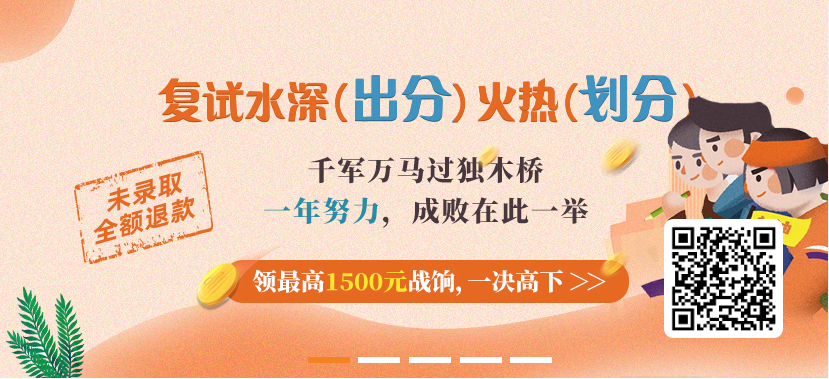 复试水深(出分)火热(划分)
千军万马过独木桥
一年努力，成败在此一举
未录取
全额退款
领最高1500元战饷,一决高下 >>